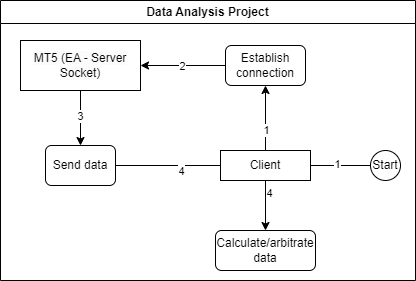 Data Analysis Project
MT5 (EA - Server
Socket)
2
Establish
connection
3
1
Send data
4
Client
1
Start
4
Calculate/arbitrate
data